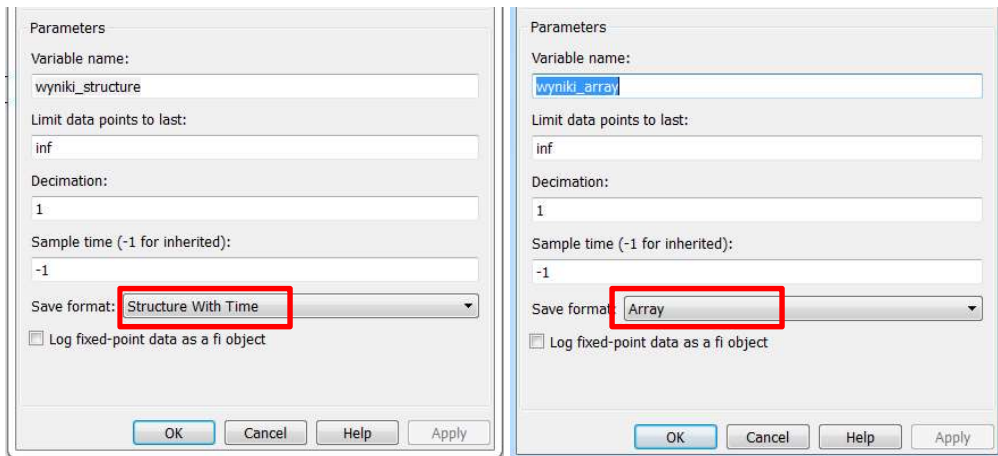 Parameters
Variable name:
wyniki_structure
Limit data points to last:
inf
Decimation:
1
Sample time (-1 for inherited):
-1
Save format: Structure With Time
Log fixed-point data as a fi object
OK Cancel Help Apply
Parameters
Variable name:
wyniki_array
Limit data points to last:
inf
Decimation:
1
Sample time (-1 for inherited):
-1
Save format: Array
Log fixed-point data as a fi object
OK Cancel Help Apply